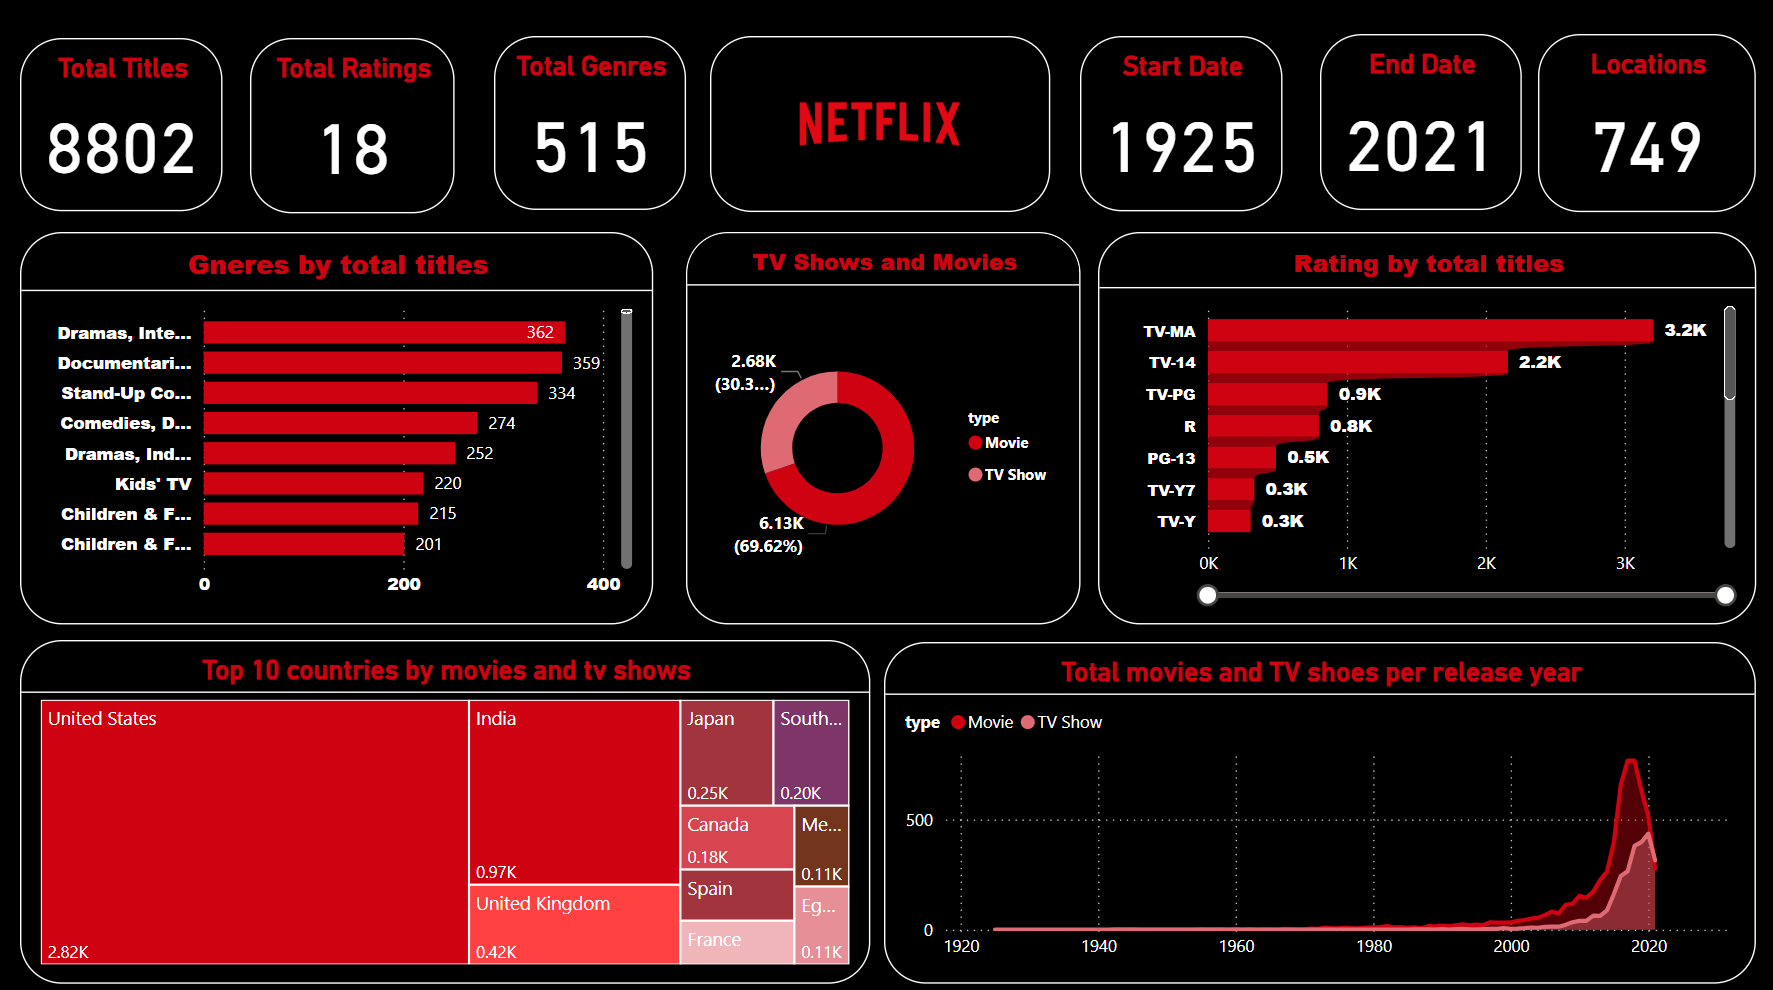 Total Titles
8802
Total Ratings
18
Total Genres
515
NETFLIX
Start Date
1925
End Date
2021
Locations
749
Gneres by total titles
Dramas, Inte... 362
Documentari... 359
Stand-Up Co... 334
Comedies, D... 274
Dramas, Ind... 252
Kids' TV 220
Children & F... 215
Children & F... 201
0 200 400
TV Shows and Movies
2.68K
(30.3...)
6.13K
(69.62%)
type
Movie
TV Show
Rating by total titles
TV-MA 3.2K
TV-14 2.2K
TV-PG 0.9K
R 0.8K
PG-13 0.5K
TV-Y7 0.3K
TV-Y 0.3K
0K 1K 2K 3K
Top 10 countries by movies and tv shows
United States
2.82K
India
0.97K
United Kingdom
0.42K
Japan
0.25K
South...
0.20K
Canada
0.18K
Spain
France
Me...
0.11K
Eg...
0.11K
Total movies and TV shoes per release year
type Movie TV Show
500
0
1920 1940 1960 1980 2000 2020